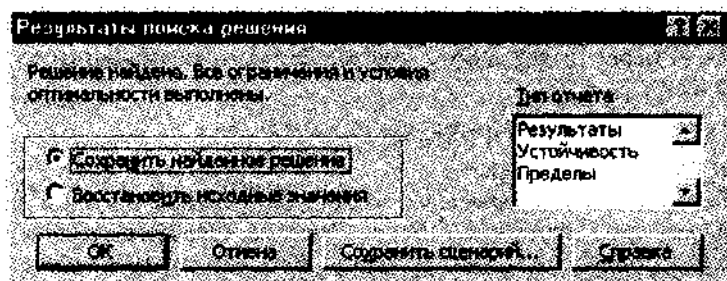 Результаты поиска решения
Решение найдено. Все ограничения и условия
оптимальности выполнены.
Тип отчета
Результаты
Устойчивость
Пределы
Сохранить найденное решение
Восстановить исходные значения
ОК
Отмена
Сохранить сценарий...
Справка